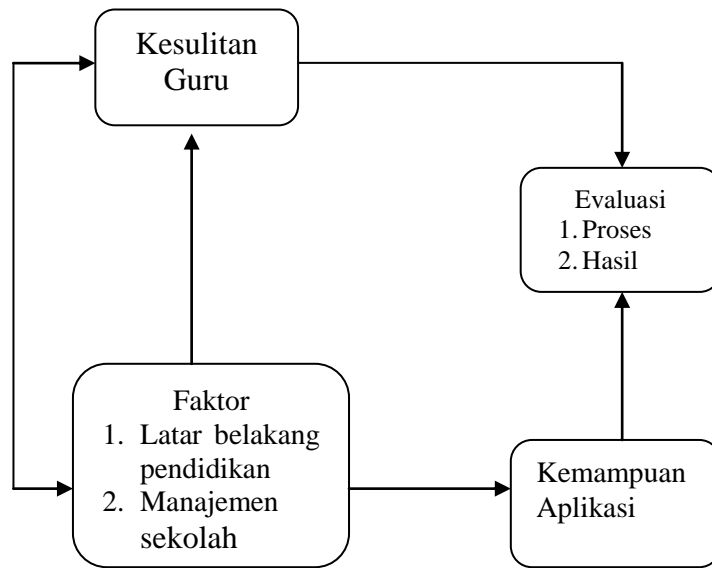 Kesulitan
Guru
Evaluasi
1. Proses
2. Hasil
Faktor
1. Latar belakang
pendidikan
2. Manajemen
sekolah
Kemampuan
Aplikasi